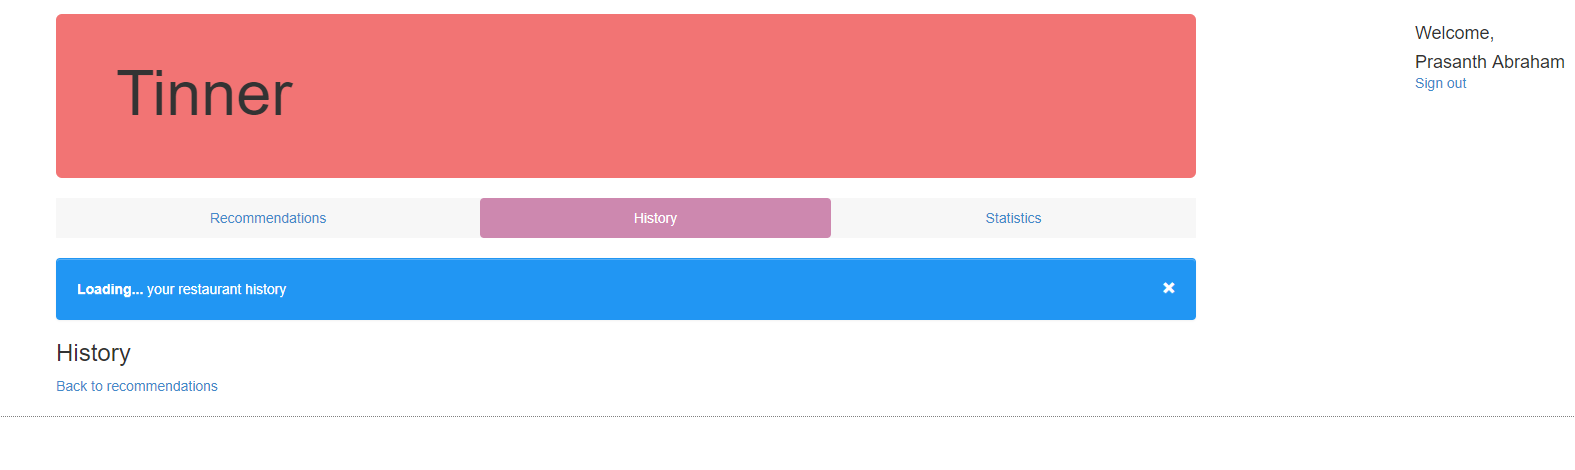 Tinner
Welcome,
Prasanth Abraham
Sign out
Recommendations History Statistics
Loading... your restaurant history ✖
History
Back to recommendations